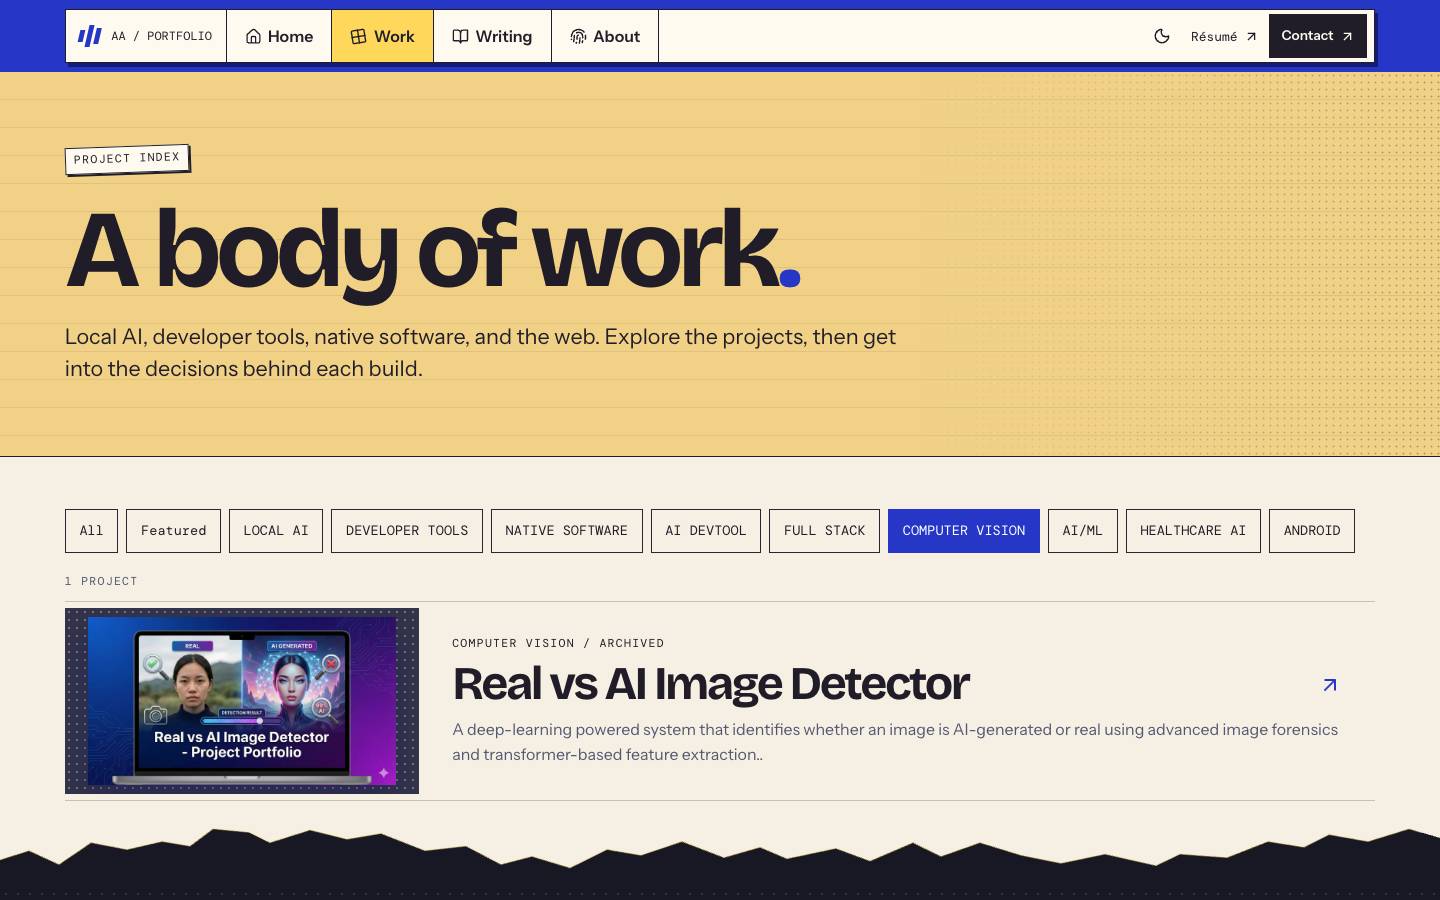 AA / PORTFOLIO
Home
Work
Writing
About
Résumé
Contact
PROJECT INDEX
A body of work.
Local AI, developer tools, native software, and the web. Explore the projects, then get
into the decisions behind each build.
All
Featured
LOCAL AI
DEVELOPER TOOLS
NATIVE SOFTWARE
AI DEVTOOL
FULL STACK
COMPUTER VISION
AI/ML
HEALTHCARE AI
ANDROID
1 PROJECT
REAL
AI GENERATED
DETECTION RESULT
Real vs AI Image Detector
- Project Portfolio
COMPUTER VISION / ARCHIVED
Real vs AI Image Detector
A deep-learning powered system that identifies whether an image is AI-generated or real using advanced image forensics
and transformer-based feature extraction..